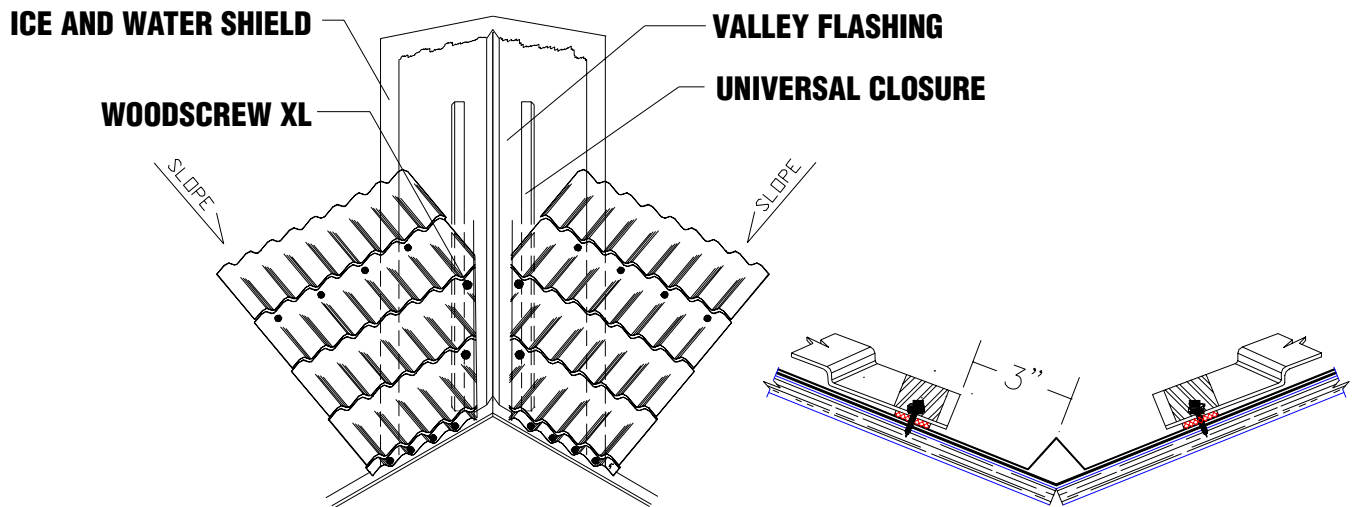 ICE AND WATER SHIELD
VALLEY FLASHING
UNIVERSAL CLOSURE
WOODSCREW XL
SLOPE
SLOPE
3"